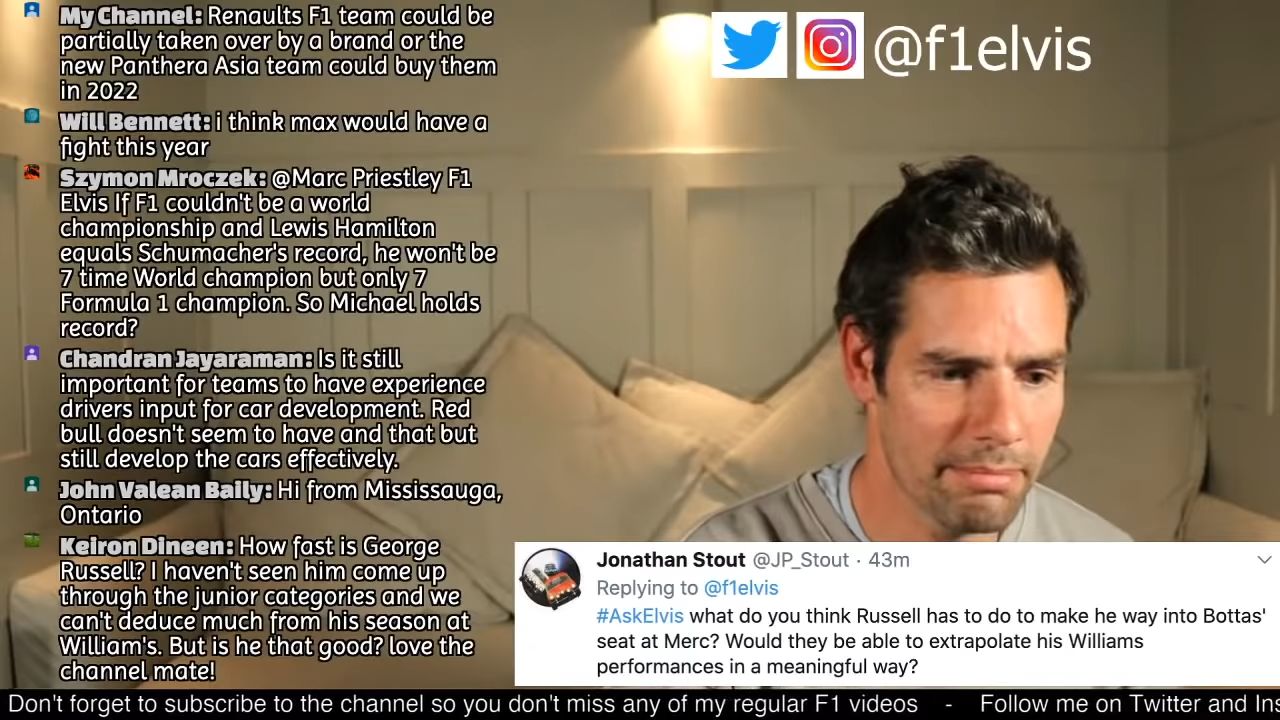 My Channel: Renaults F1 team could be
partially taken over by a brand or the
new Panthera Asia team could buy them
in 2022
Will Bennett: i think max would have a
fight this year
Szymon Mroczek: @Marc Priestley F1
Elvis If F1 couldn't be a world
championship and Lewis Hamilton
equals Schumacher's record, he won't be
7 time World champion but only 7
Formula 1 champion. So Michael holds
record?
Chandran Jayaraman: Is it still
important for teams to have experience
drivers input for car development. Red
bull doesn't seem to have and that but
still develop the cars effectively.
John Valean Baily: Hi from Mississauga,
Ontario
Keiron Dineen: How fast is George
Russell? I haven't seen him come up
through the junior categories and we
can't deduce much from his season at
William's. But is he that good? love the
channel mate!
@f1elvis
Jonathan Stout @JP_Stout · 43m
Replying to @f1elvis
#AskElvis what do you think Russell has to do to make he way into Bottas'
seat at Merc? Would they be able to extrapolate his Williams
performances in a meaningful way?
Don't forget to subscribe to the channel so you don't miss any of my regular F1 videos - Follow me on Twitter and Ins